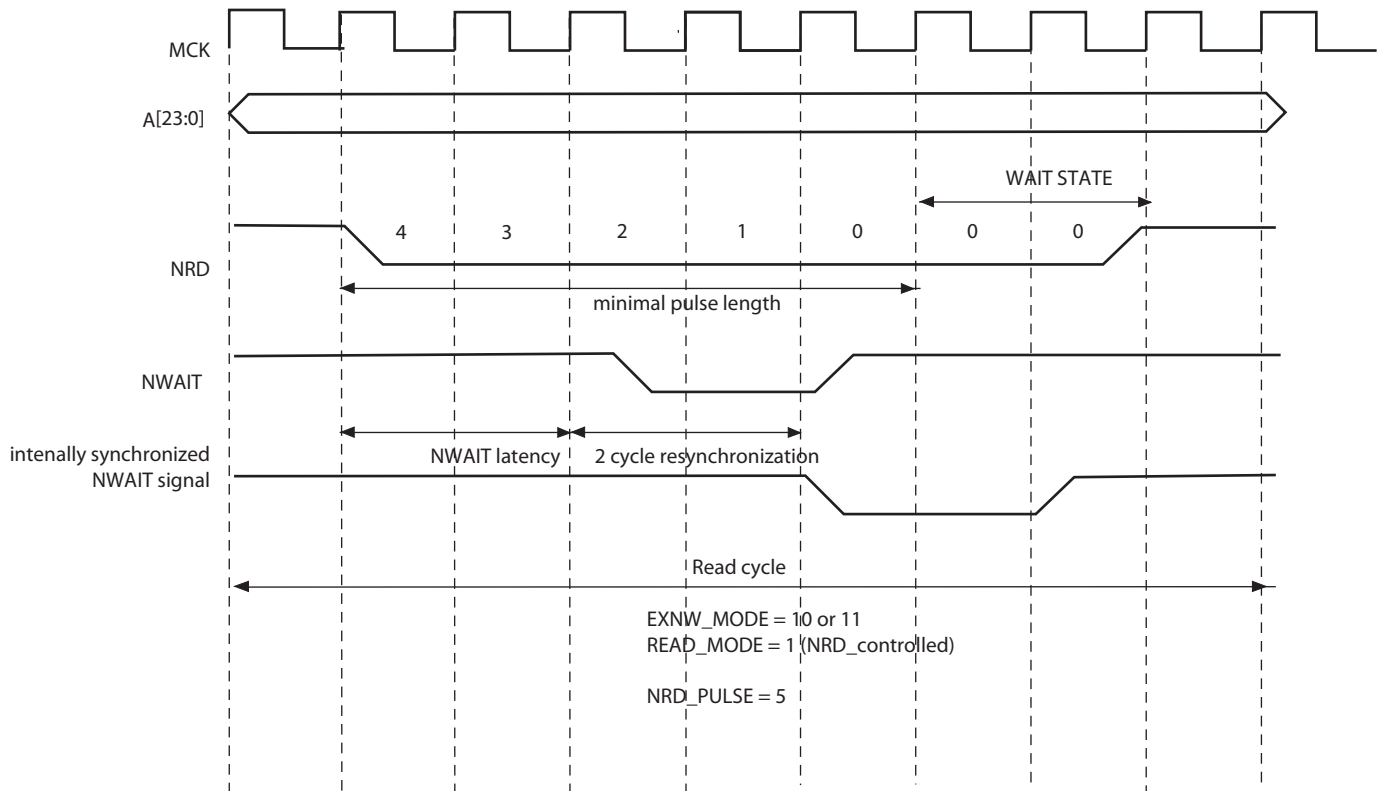 MCK
A[23:0]
WAIT STATE
4 3 2 1 0 0 0
NRD
minimal pulse length
NWAIT
NWAIT latency 2 cycle resynchronization
intenally synchronized
NWAIT signal
Read cycle
EXNW_MODE = 10 or 11
READ_MODE = 1 (NRD_controlled)
NRD_PULSE = 5